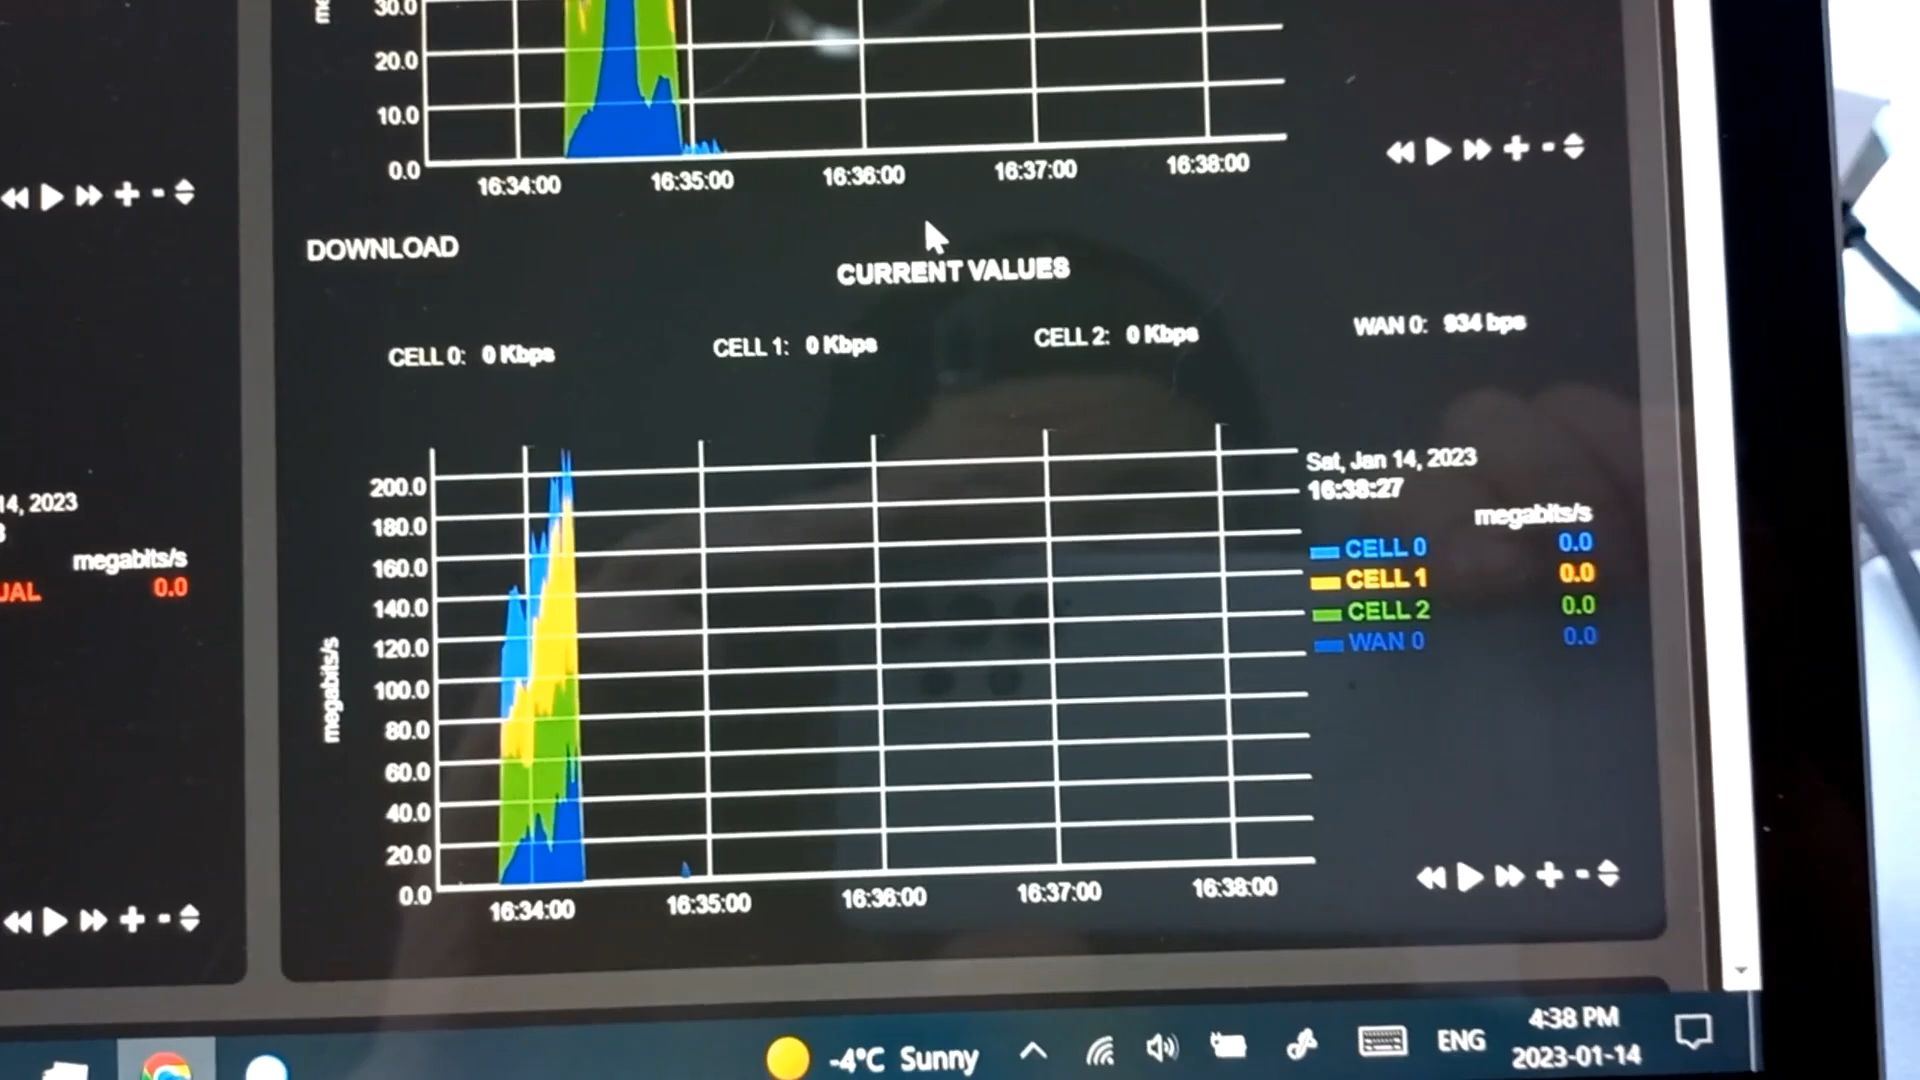 me
30.0
20.0
10.0
0.0
16:34:00 16:35:00 16:36:00 16:37:00 16:38:00
DOWNLOAD
CURRENT VALUES
CELL 0: 0 Kbps CELL 1: 0 Kbps CELL 2: 0 Kbps WAN 0: 934 bps
14, 2023
megabits/s
UAL 0.0
megabits/s
200.0
180.0
160.0
140.0
120.0
100.0
80.0
60.0
40.0
20.0
0.0
16:34:00 16:35:00 16:36:00 16:37:00 16:38:00
Sat, Jan 14, 2023
16:38:27
megabits/s
CELL 0 0.0
CELL 1 0.0
CELL 2 0.0
WAN 0 0.0
-4°C Sunny
ENG
4:38 PM
2023-01-14